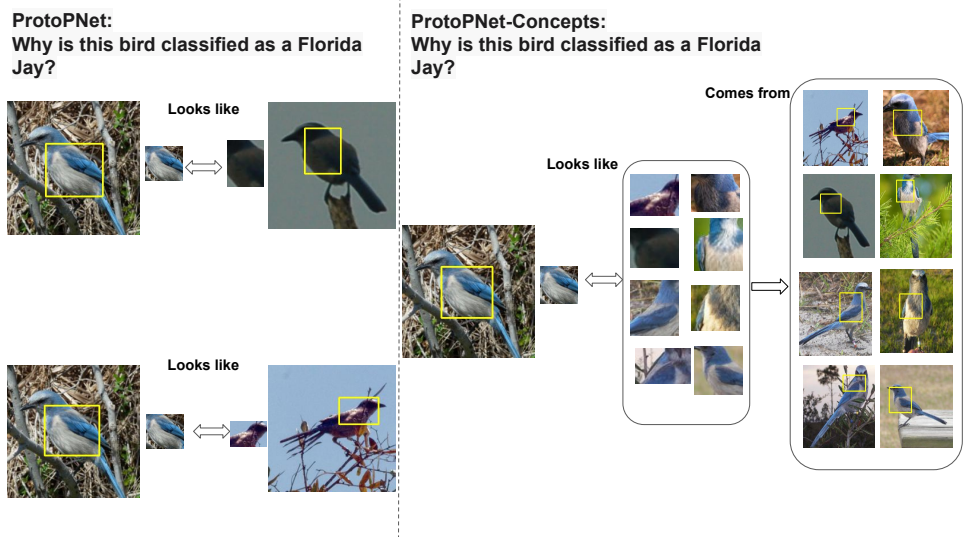 ProtoPNet:
Why is this bird classified as a Florida
Jay?
Looks like
Looks like
ProtoPNet-Concepts:
Why is this bird classified as a Florida
Jay?
Looks like
Comes from